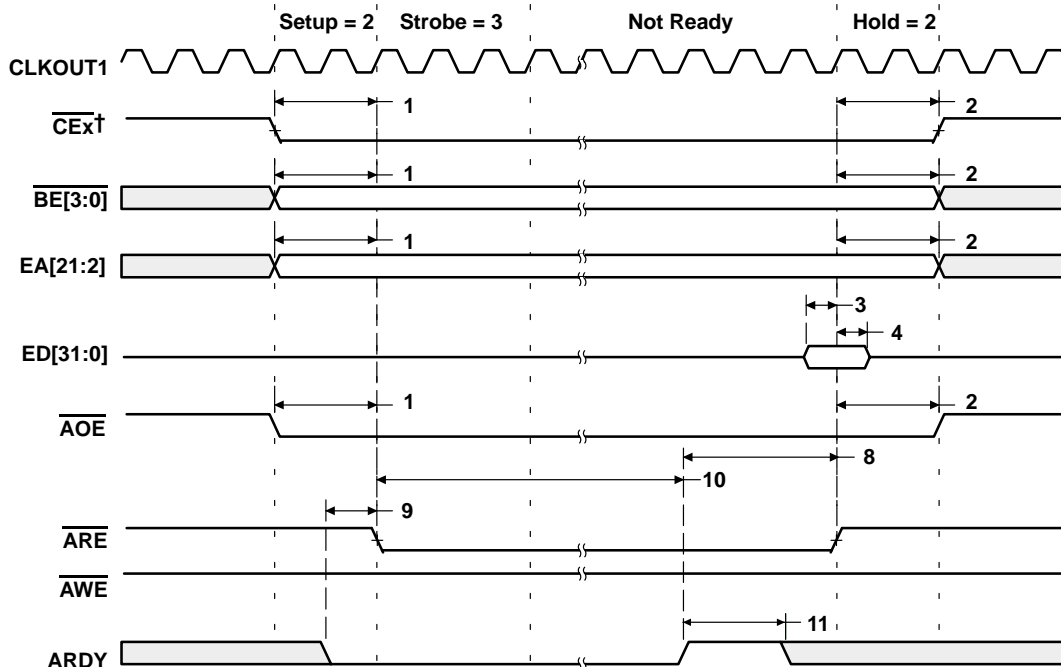 Setup = 2 Strobe = 3 Not Ready Hold = 2
CLKOUT1
CEx† 1 2
BE[3:0] 1 2
EA[21:2] 1 2
3
4
ED[31:0]
AOE 1 2
8
10
9
ARE
AWE
11
ARDY